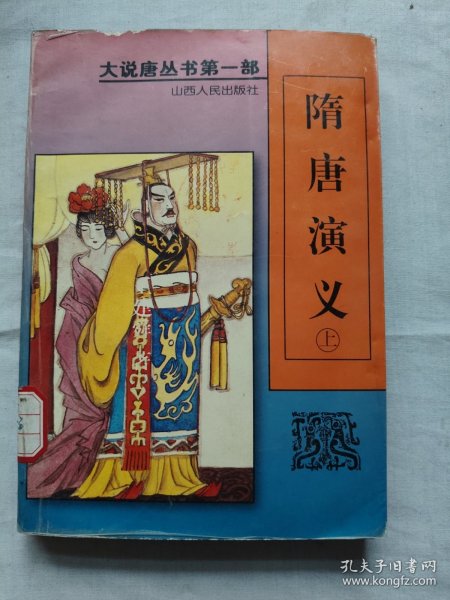 大说唐丛书第一部
山西人民出版社
隋唐演义
上
孔夫子旧书网
www.kongfz.com